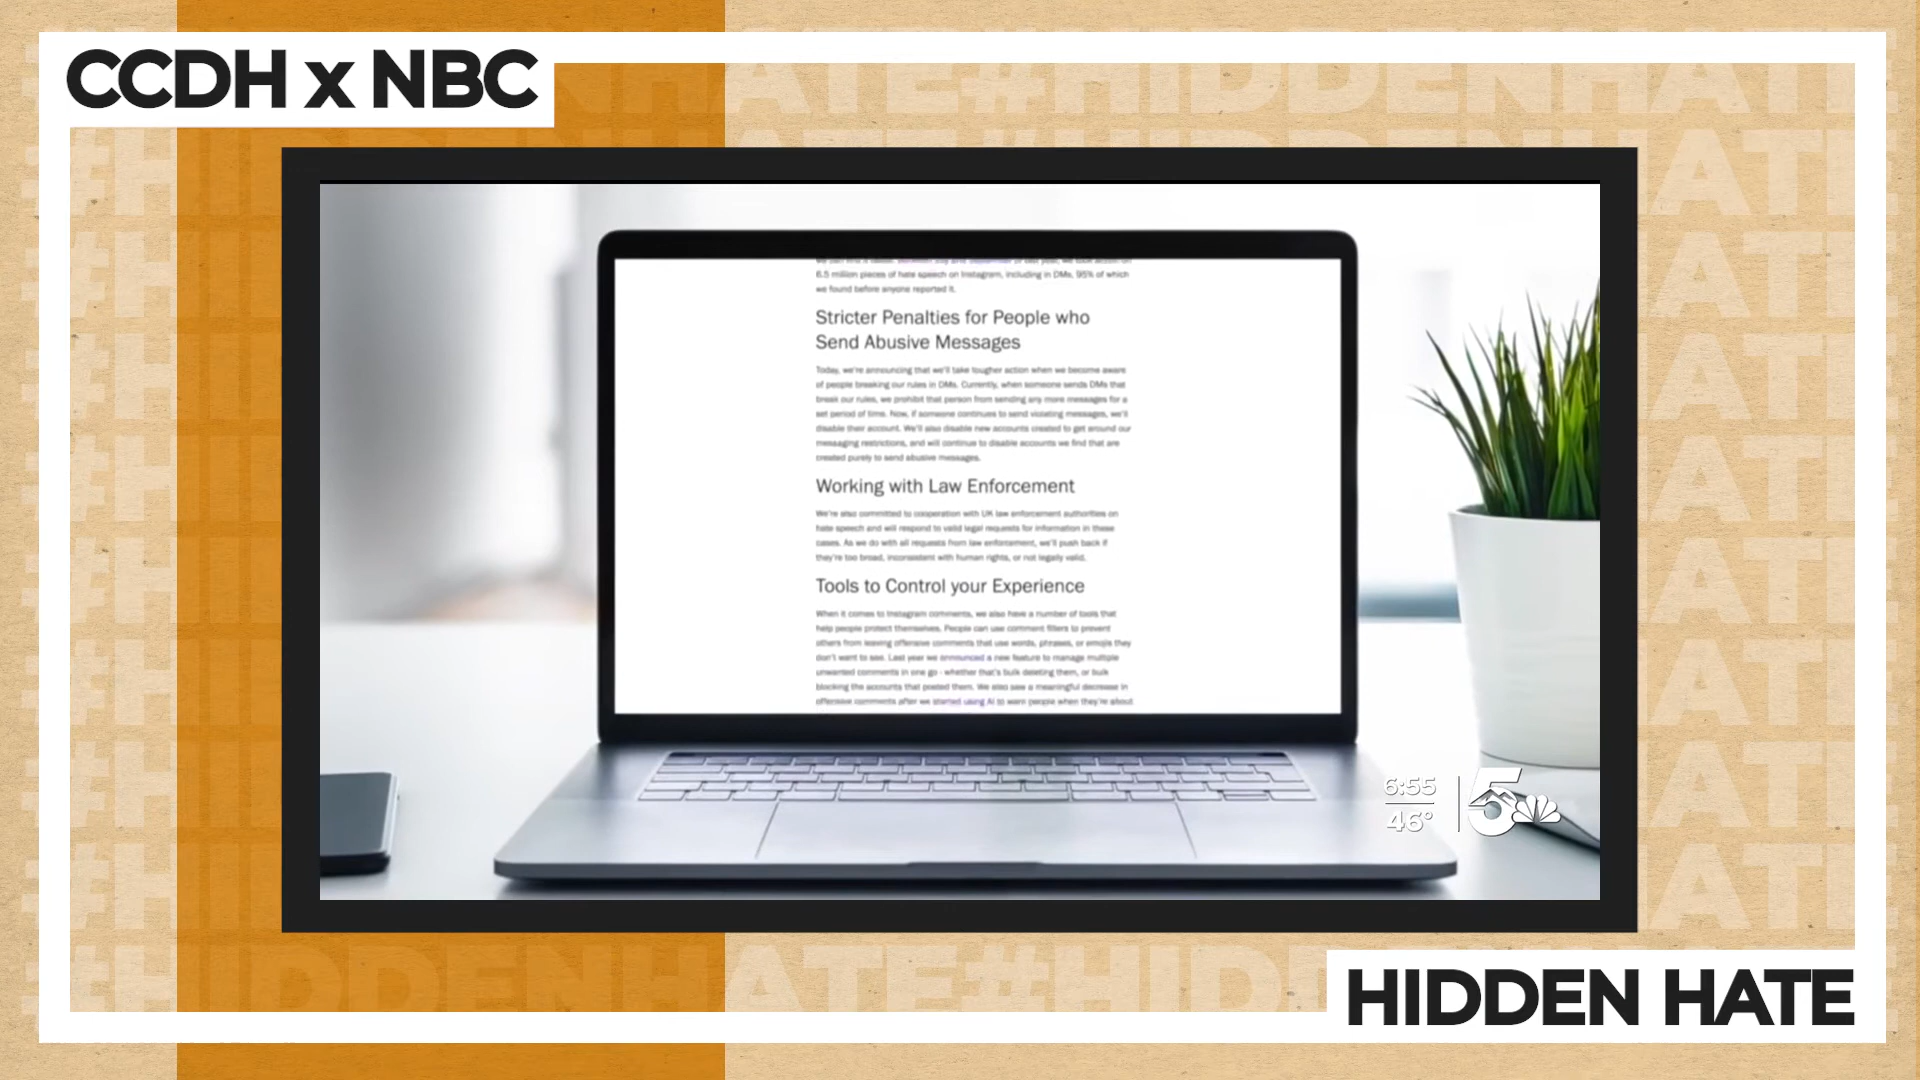 CCDH x NBC
6.5 million pieces of hate speech on Instagram, including in DMs, 95% of which
we found before anyone reported it.
Stricter Penalties for People who
Send Abusive Messages
Today, we're announcing that we'll take tougher action when we become aware
of people breaking our rules in DMs. Currently, when someone sends DMs that
break our rules, we prohibit that person from sending any more messages for a
set period of time. Now, if someone continues to send violating messages, we'll
disable their account. We'll also disable new accounts created to get around our
messaging restrictions, and will continue to disable accounts we find that are
created purely to send abusive messages.
Working with Law Enforcement
We're also committed to cooperation with UK law enforcement authorities on
hate speech and will respond to valid legal requests for information in these
cases. As we do with all requests from law enforcement, we'll push back if
they're too broad, inconsistent with human rights, or not legally valid.
Tools to Control your Experience
When it comes to Instagram comments, we also have a number of tools that
help people protect themselves. People can use comment filters to prevent
others from leaving offensive comments that use words, phrases, or emojis they
don't want to see. Last year we announced a new feature to manage multiple
unwanted comments in one go - whether that's bulk deleting them, or bulk
blocking the accounts that posted them. We also saw a meaningful decrease in
offensive comments after we started using AI to warn people when they're about
6:55
46°
5
HIDDEN HATE
#HIDDENHATE#HIDDENHATE